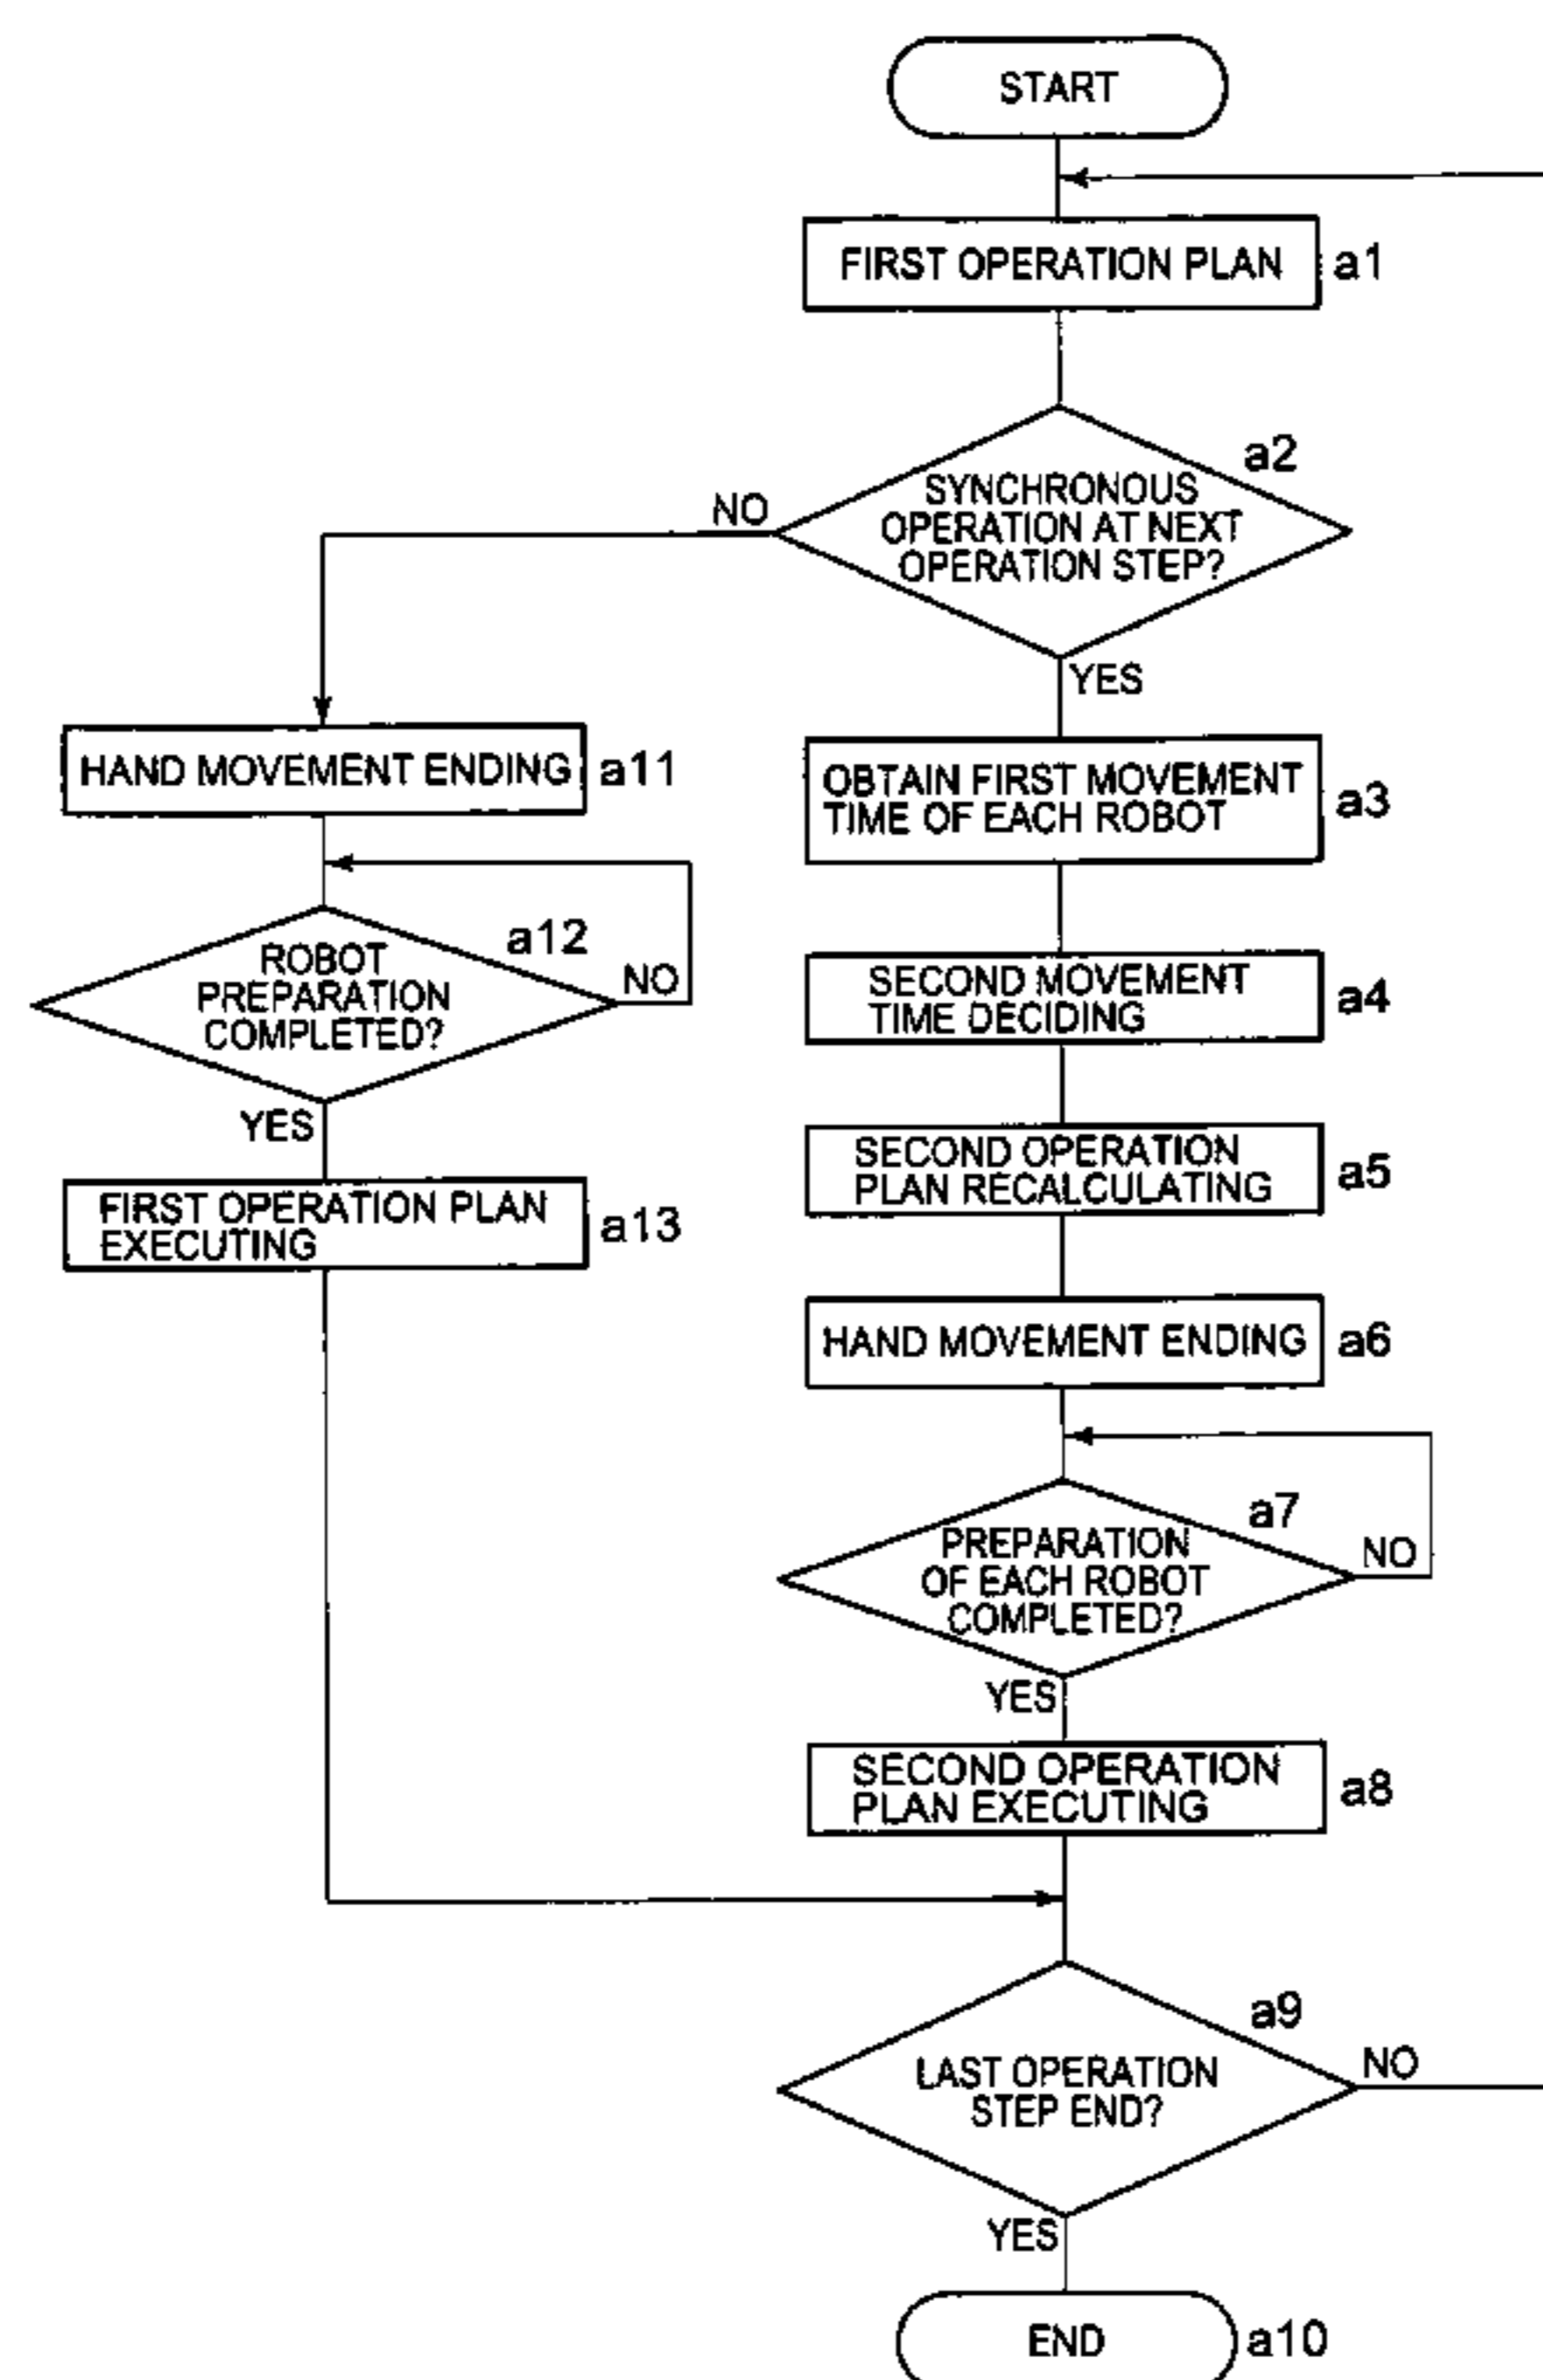 START
FIRST OPERATION PLAN
a1
a2
SYNCHRONOUS
OPERATION AT NEXT
OPERATION STEP?
NO
YES
HAND MOVEMENT ENDING
a11
OBTAIN FIRST MOVEMENT
TIME OF EACH ROBOT
a3
a12
ROBOT
PREPARATION
COMPLETED?
NO
YES
SECOND MOVEMENT
TIME DECIDING
a4
SECOND OPERATION
PLAN RECALCULATING
a5
FIRST OPERATION PLAN
EXECUTING
a13
HAND MOVEMENT ENDING
a6
a7
PREPARATION
OF EACH ROBOT
COMPLETED?
NO
YES
SECOND OPERATION
PLAN EXECUTING
a8
a9
LAST OPERATION
STEP END?
NO
YES
END
a10